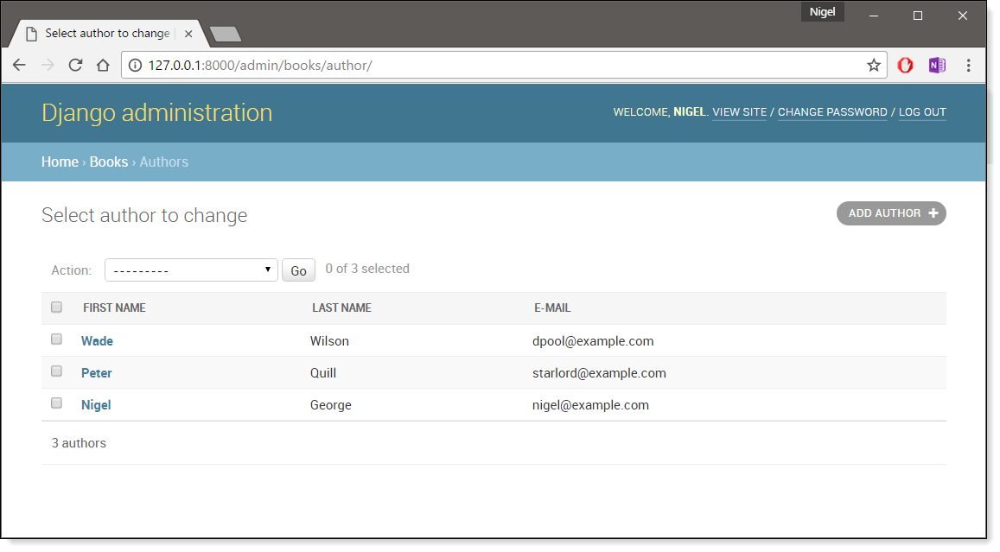 Nigel
Select author to change
127.0.0.1:8000/admin/books/author/
N
Django administration
WELCOME, NIGEL. VIEW SITE / CHANGE PASSWORD / LOG OUT
Home › Books › Authors
Select author to change
ADD AUTHOR +
Action: --------- Go 0 of 3 selected
FIRST NAME LAST NAME E-MAIL
Wade Wilson dpool@example.com
Peter Quill starlord@example.com
Nigel George nigel@example.com
3 authors